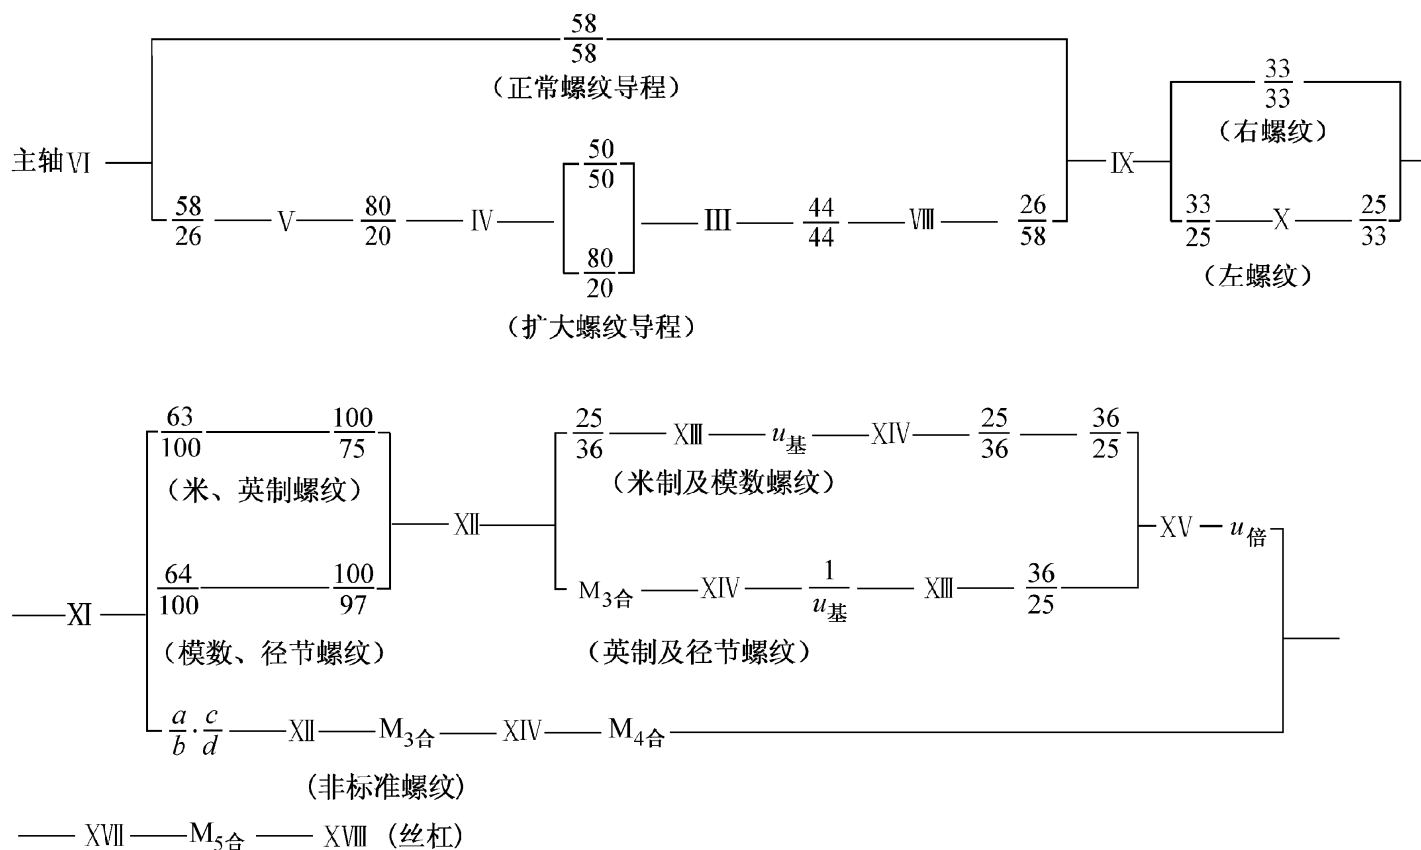 58/58
（正常螺纹导程）
33/33
（右螺纹）
主轴Ⅵ
50/50
Ⅸ
58/26 Ⅴ 80/20 Ⅳ Ⅲ 44/44 Ⅷ 26/58
33/25 Ⅹ 25/33
80/20
（左螺纹）
（扩大螺纹导程）
63/100 100/75
25/36 ⅩⅢ u基 ⅩⅣ 25/36 36/25
（米、英制螺纹）
（米制及模数螺纹）
Ⅻ
ⅩⅤ u倍
64/100 100/97
M3合 ⅩⅣ 1/u基 ⅩⅢ 36/25
Ⅺ
（模数、径节螺纹）
（英制及径节螺纹）
a/b · c/d Ⅻ M3合 ⅩⅣ M4合
(非标准螺纹)
ⅩⅦ M5合 ⅩⅧ (丝杠)